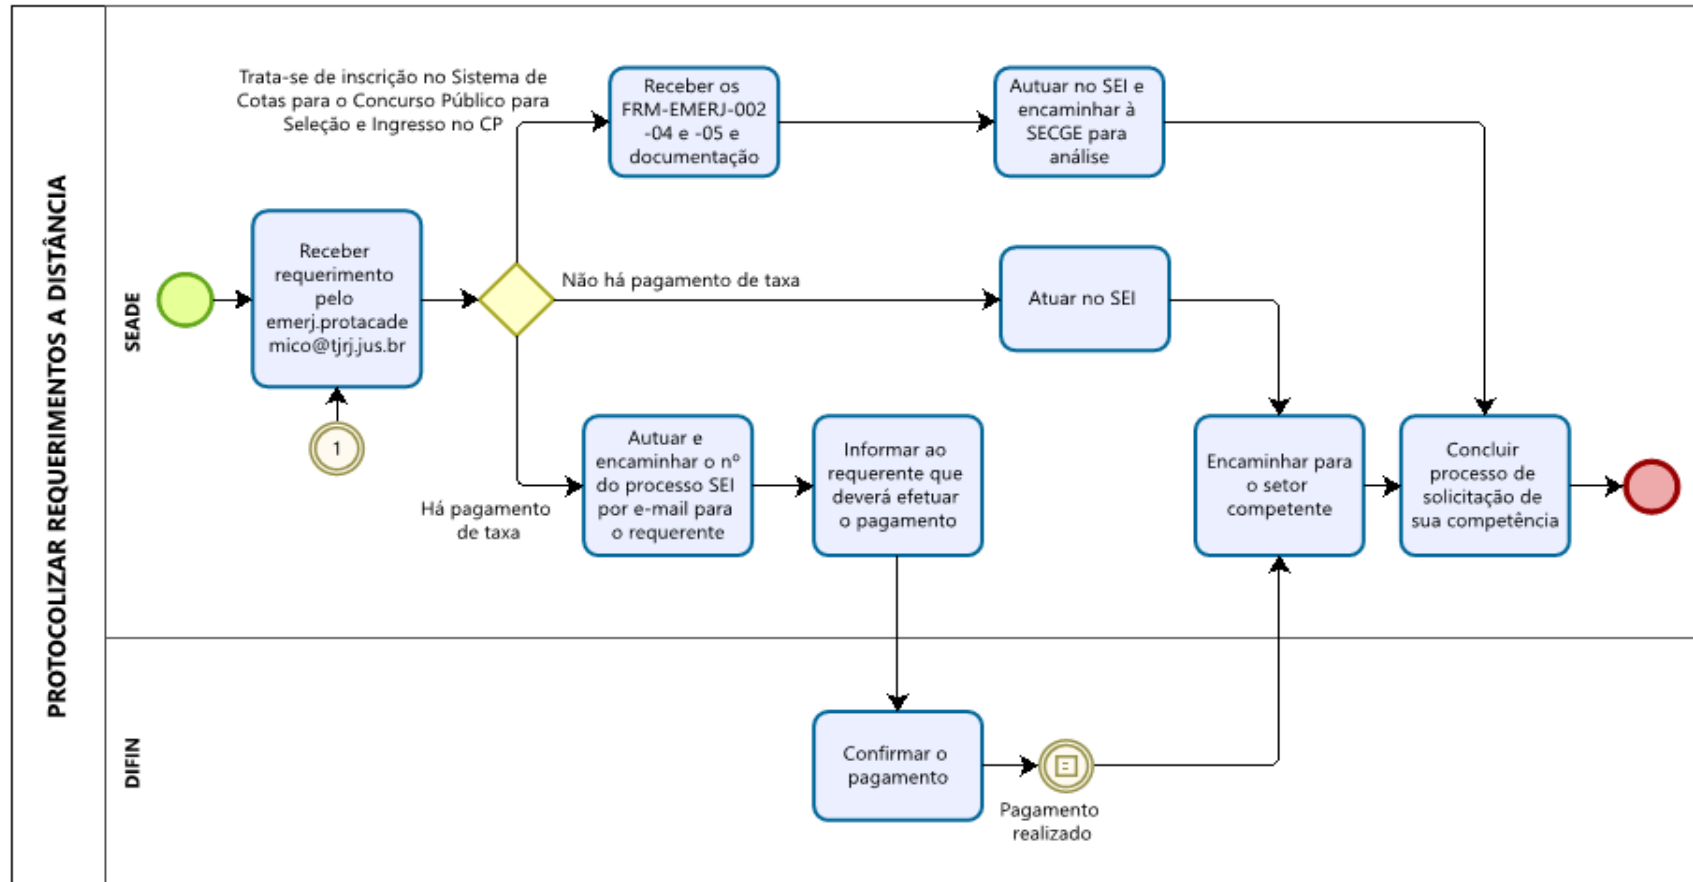 PROTOCOLIZAR REQUERIMENTOS A DISTÂNCIA
SEADE
Trata-se de inscrição no Sistema de
Cotas para o Concurso Público para
Seleção e Ingresso no CP
Receber os
FRM-EMERJ-002
-04 e -05 e
documentação
Autuar no SEI e
encaminhar à
SECGE para
análise
Receber
requerimento
pelo
emerj.protacade
mico@tjrj.jus.br
1
Não há pagamento de taxa
Atuar no SEI
Há pagamento
de taxa
Autuar e
encaminhar o nº
do processo SEI
por e-mail para
o requerente
Informar ao
requerente que
deverá efetuar
o pagamento
Encaminhar para
o setor
competente
Concluir
processo de
solicitação de
sua competência
DIFIN
Confirmar o
pagamento
Pagamento
realizado